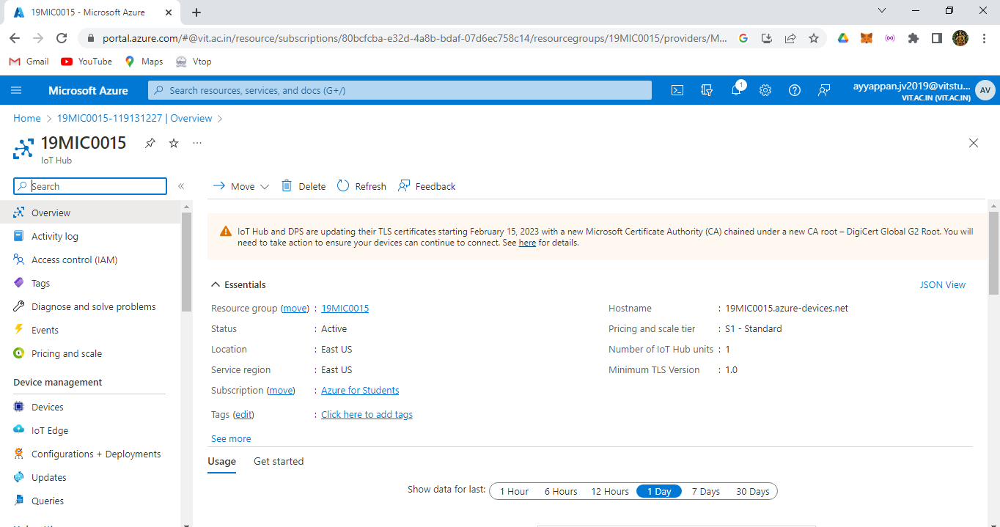 19MIC0015 - Microsoft Azure
portal.azure.com/#@vit.ac.in/resource/subscriptions/80bcfcba-e32d-4a8b-bdaf-07d6ec758c14/resourcegroups/19MIC0015/providers/M...
Gmail YouTube Maps Vtop
Microsoft Azure
Search resources, services, and docs (G+/)
1
ayyappan.jv2019@vitstu...
VIT.AC.IN (VIT.AC.IN)
AV
Home > 19MIC0015-119131227 | Overview >
19MIC0015
IoT Hub
Search
Move Delete Refresh Feedback
Overview
Activity log
Access control (IAM)
Tags
Diagnose and solve problems
Events
Pricing and scale
Device management
Devices
IoT Edge
Configurations + Deployments
Updates
Queries
IoT Hub and DPS are updating their TLS certificates starting February 15, 2023 with a new Microsoft Certificate Authority (CA) chained under a new CA root – DigiCert Global G2 Root. You will
need to take action to ensure your devices can continue to connect. See here for details.
Essentials
JSON View
Resource group (move) : 19MIC0015
Status : Active
Location : East US
Service region : East US
Subscription (move) : Azure for Students
Tags (edit) : Click here to add tags
See more
Hostname : 19MIC0015.azure-devices.net
Pricing and scale tier : S1 - Standard
Number of IoT Hub units : 1
Minimum TLS Version : 1.0
Usage Get started
Show data for last: 1 Hour 6 Hours 12 Hours 1 Day 7 Days 30 Days